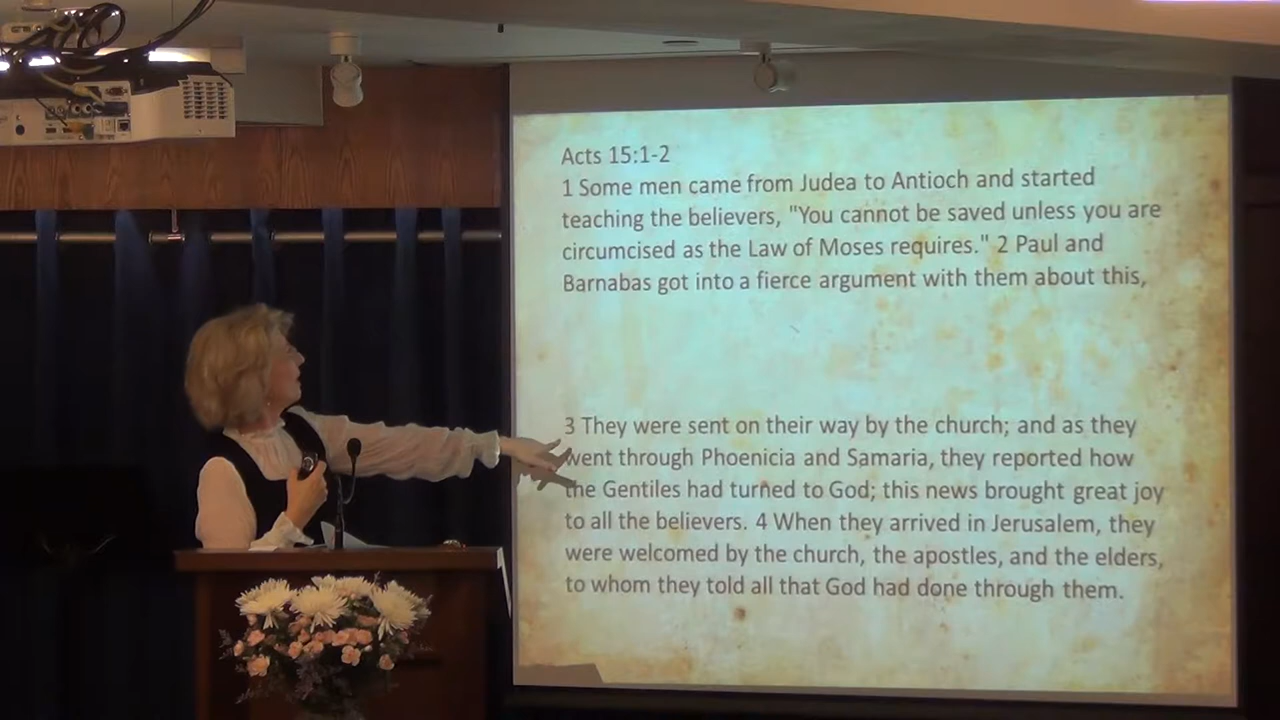 Acts 15:1-2
1 Some men came from Judea to Antioch and started
teaching the believers, "You cannot be saved unless you are
circumcised as the Law of Moses requires." 2 Paul and
Barnabas got into a fierce argument with them about this,
3 They were sent on their way by the church; and as they
went through Phoenicia and Samaria, they reported how
the Gentiles had turned to God; this news brought great joy
to all the believers. 4 When they arrived in Jerusalem, they
were welcomed by the church, the apostles, and the elders,
to whom they told all that God had done through them.